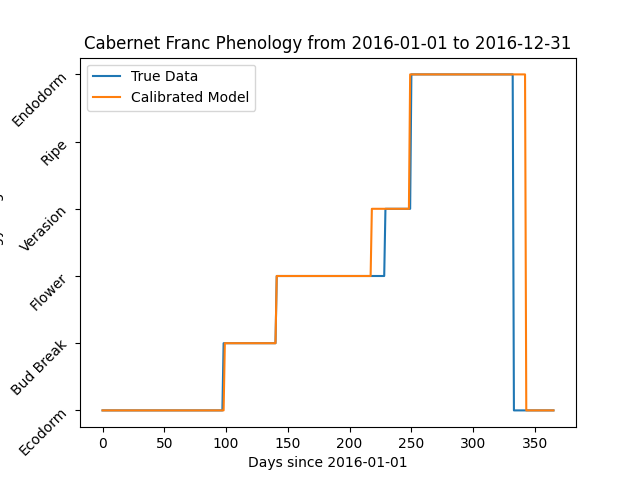 Cabernet Franc Phenology from 2016-01-01 to 2016-12-31
True Data
Calibrated Model
Endodorm
Ripe
Verasion
Flower
Bud Break
Ecodorm
0 50 100 150 200 250 300 350
Days since 2016-01-01